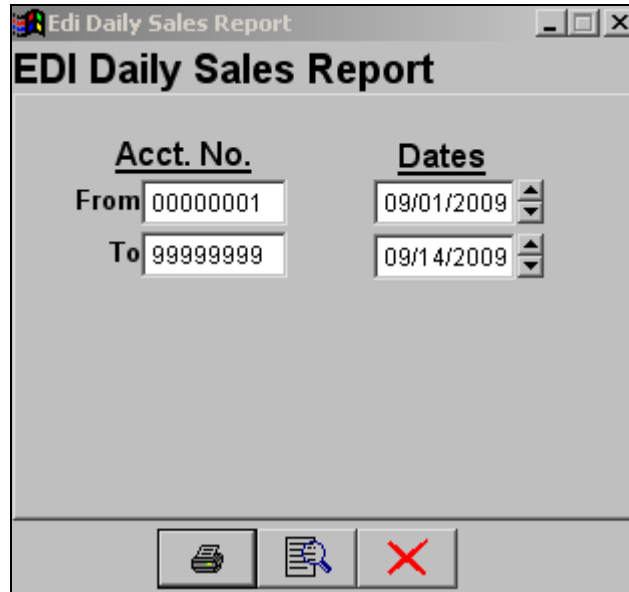 Edi Daily Sales Report
EDI Daily Sales Report
Acct. No. Dates
From 00000001 09/01/2009
To 99999999 09/14/2009